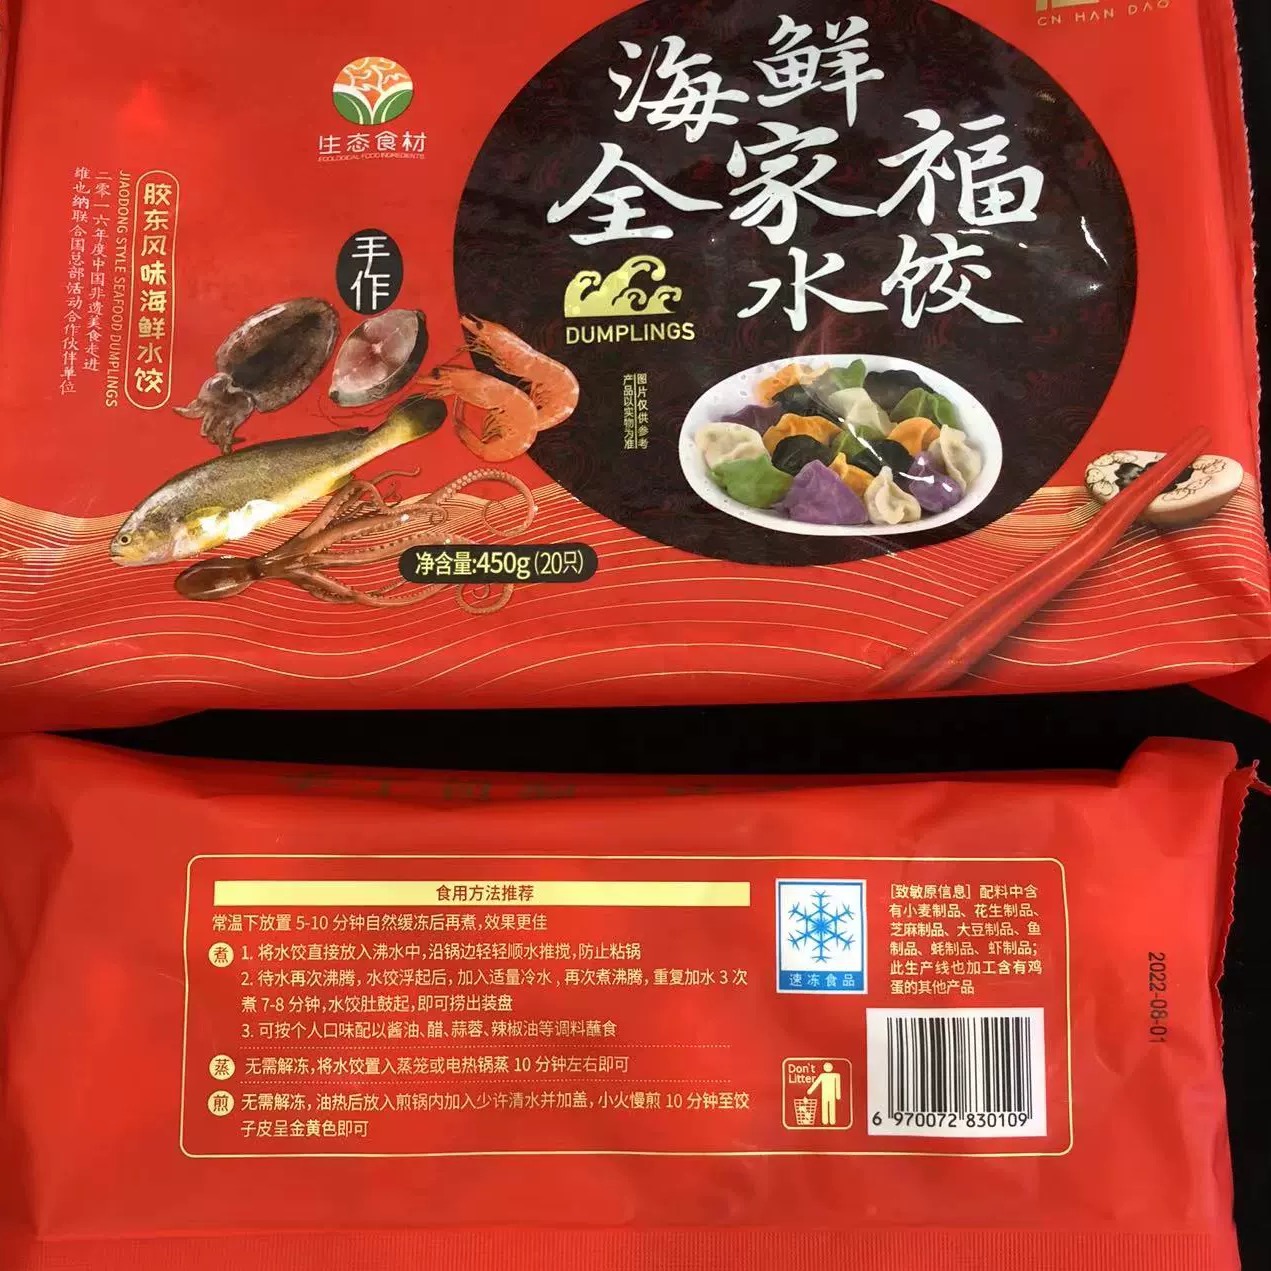 CN HAN DAO
海鲜
全家福
水饺
DUMPLINGS
生态食材
ECOLOGICAL FOOD INGREDIENTS
胶东风味海鲜水饺
JIAODONG STYLE SEAFOOD DUMPLINGS
二零一六年度中国非遗美食走进
维也纳联合国总部活动合作伙伴单位
手作
图片仅供参考
产品以实物为准
净含量:450g(20只)
食用方法推荐
常温下放置 5-10 分钟自然缓冻后再煮,效果更佳
煮 1. 将水饺直接放入沸水中,沿锅边轻轻顺水推搅,防止粘锅
2. 待水再次沸腾，水饺浮起后，加入适量冷水，再次煮沸腾，重复加水 3 次
煮 7-8 分钟,水饺肚鼓起,即可捞出装盘
3. 可按个人口味配以酱油、醋、蒜蓉、辣椒油等调料蘸食
蒸 无需解冻,将水饺置入蒸笼或电热锅蒸 10 分钟左右即可
煎 无需解冻，油热后放入煎锅内加入少许清水并加盖，小火慢煎 10 分钟至饺
子皮呈金黄色即可
速冻食品
[致敏原信息] 配料中含
有小麦制品、花生制品、
芝麻制品、大豆制品、鱼
制品、蚝制品、虾制品；
此生产线也加工含有鸡
蛋的其他产品
Don't
Litter
6 970072 830109
2022-08-01